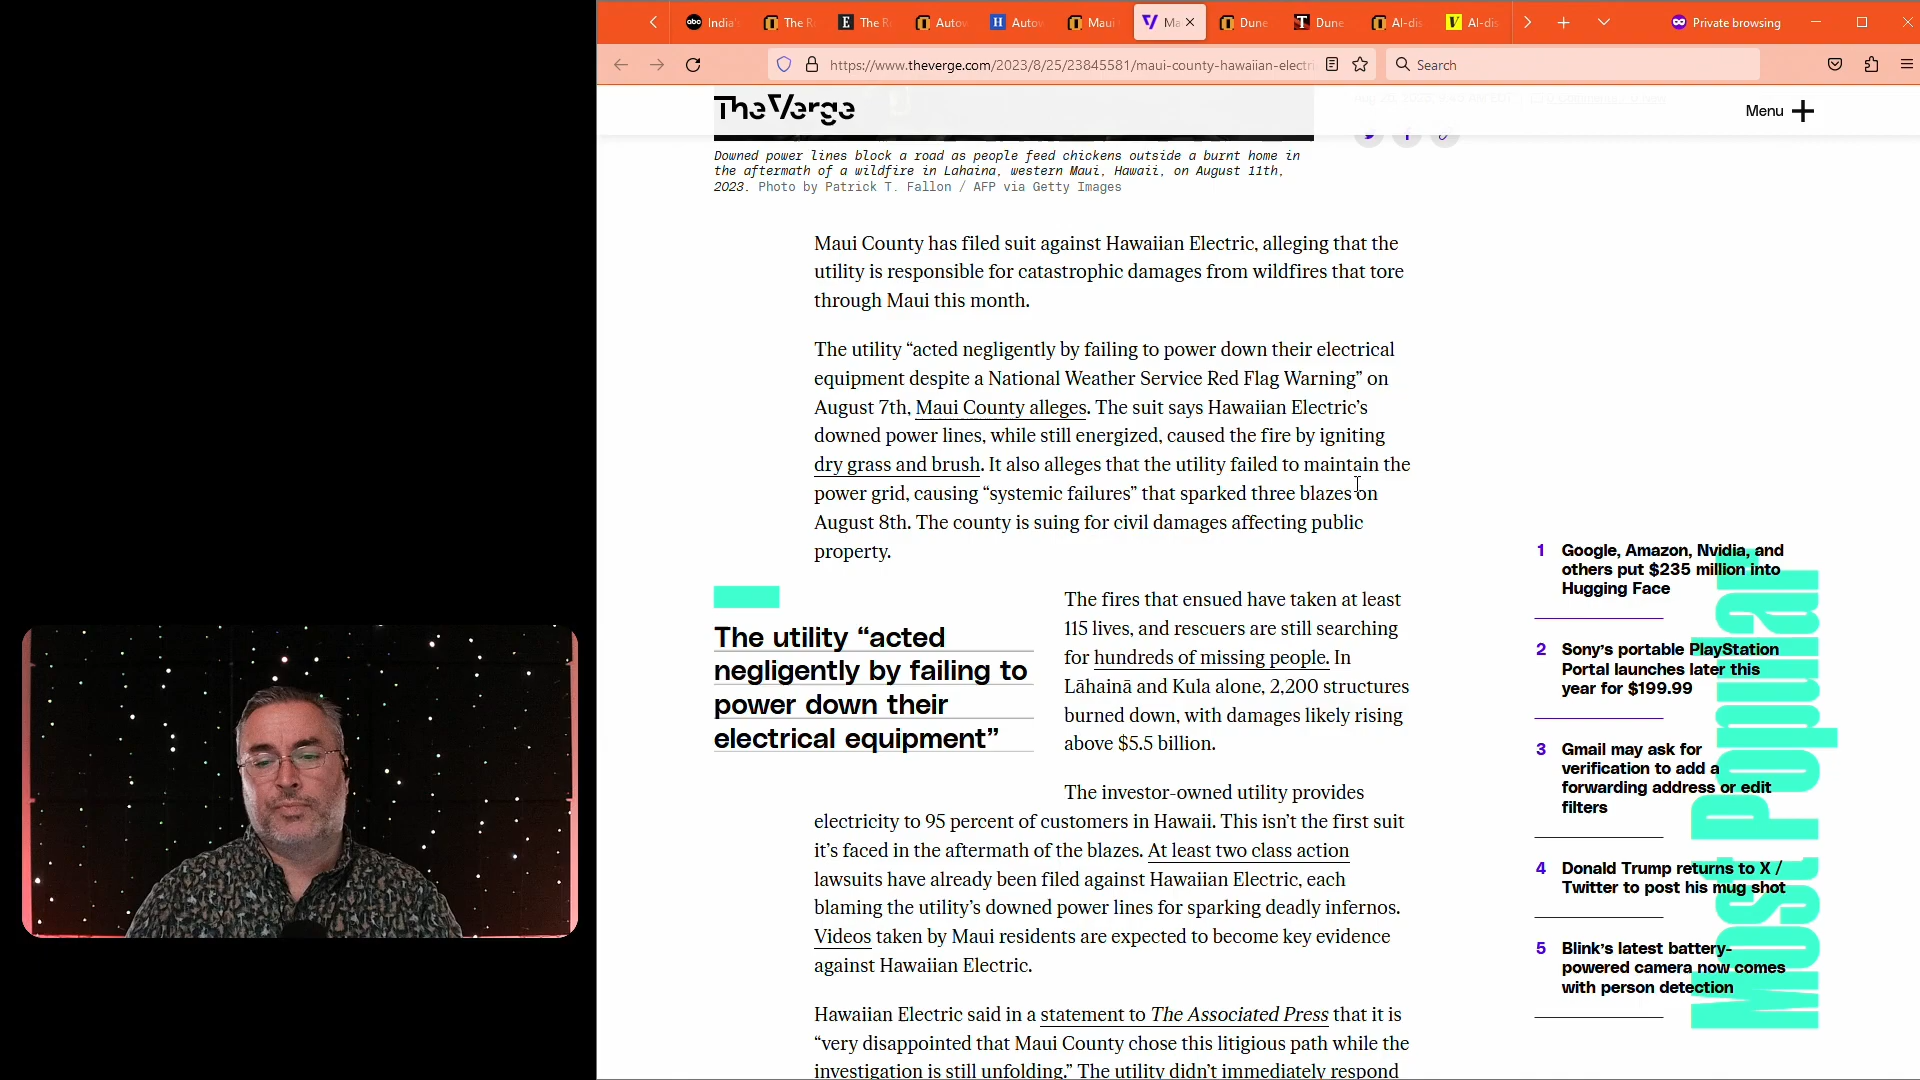 India
The R
The R
Autow
Autow
Maui
Ma
Dune
Dune
AI-dis
AI-dis
Private browsing
https://www.theverge.com/2023/8/25/23845581/maui-county-hawaiian-electri
Search
The Verge
Menu
Downed power lines block a road as people feed chickens outside a burnt home in
the aftermath of a wildfire in Lahaina, western Maui, Hawaii, on August 11th,
2023. Photo by Patrick T. Fallon / AFP via Getty Images
Maui County has filed suit against Hawaiian Electric, alleging that the
utility is responsible for catastrophic damages from wildfires that tore
through Maui this month.
The utility “acted negligently by failing to power down their electrical
equipment despite a National Weather Service Red Flag Warning” on
August 7th, Maui County alleges. The suit says Hawaiian Electric’s
downed power lines, while still energized, caused the fire by igniting
dry grass and brush. It also alleges that the utility failed to maintain the
power grid, causing “systemic failures” that sparked three blazes on
August 8th. The county is suing for civil damages affecting public
property.
The utility “acted
negligently by failing to
power down their
electrical equipment”
The fires that ensued have taken at least
115 lives, and rescuers are still searching
for hundreds of missing people. In
Lāhainā and Kula alone, 2,200 structures
burned down, with damages likely rising
above $5.5 billion.
The investor-owned utility provides
electricity to 95 percent of customers in Hawaii. This isn’t the first suit
it’s faced in the aftermath of the blazes. At least two class action
lawsuits have already been filed against Hawaiian Electric, each
blaming the utility’s downed power lines for sparking deadly infernos.
Videos taken by Maui residents are expected to become key evidence
against Hawaiian Electric.
Hawaiian Electric said in a statement to The Associated Press that it is
“very disappointed that Maui County chose this litigious path while the
investigation is still unfolding.” The utility didn’t immediately respond
Most Popular
1 Google, Amazon, Nvidia, and
others put $235 million into
Hugging Face
2 Sony’s portable PlayStation
Portal launches later this
year for $199.99
3 Gmail may ask for
verification to add a
forwarding address or edit
filters
4 Donald Trump returns to X /
Twitter to post his mug shot
5 Blink’s latest battery-
powered camera now comes
with person detection